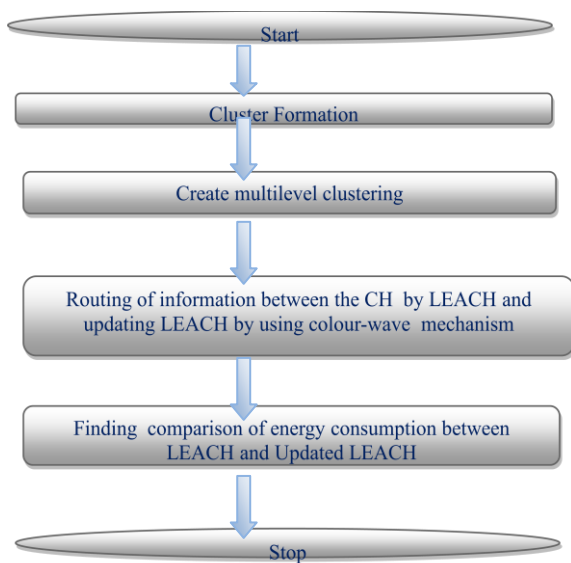 Start
Cluster Formation
Create multilevel clustering
Routing of information between the CH by LEACH and
updating LEACH by using colour-wave mechanism
Finding comparison of energy consumption between
LEACH and Updated LEACH
Stop